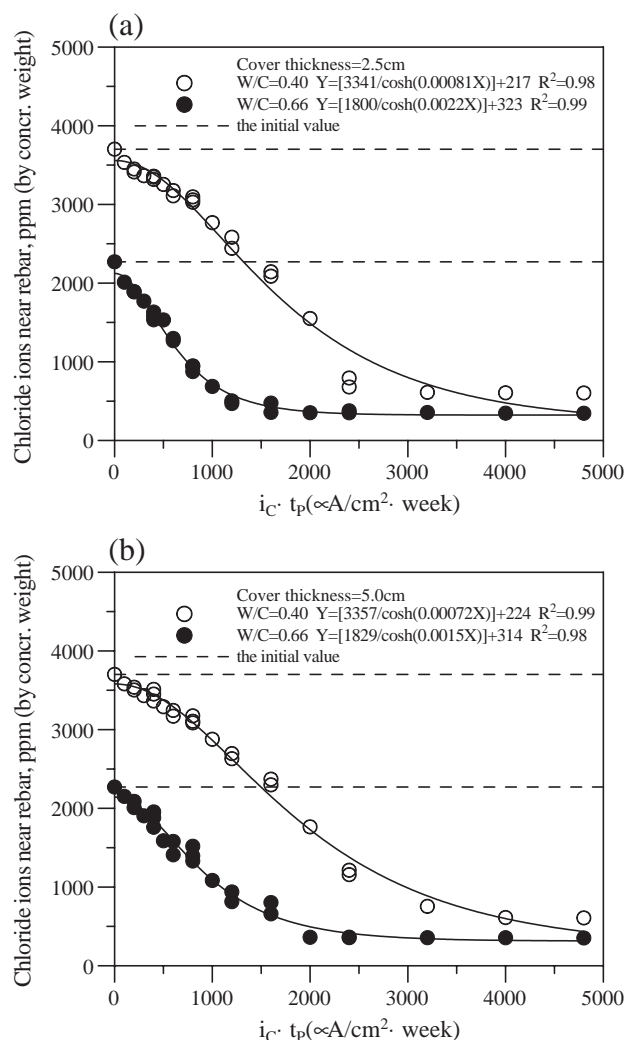 (a)
Cover thickness=2.5cm
W/C=0.40 Y=[3341/cosh(0.00081X)]+217 R²=0.98
W/C=0.66 Y=[1800/cosh(0.0022X)]+323 R²=0.99
the initial value
5000
4000
3000
2000
1000
0
Chloride ions near rebar, ppm (by concr. weight)
0 1000 2000 3000 4000 5000
i_C· t_P(∝A/cm²· week)
(b)
Cover thickness=5.0cm
W/C=0.40 Y=[3357/cosh(0.00072X)]+224 R²=0.99
W/C=0.66 Y=[1829/cosh(0.0015X)]+314 R²=0.98
the initial value
5000
4000
3000
2000
1000
0
Chloride ions near rebar, ppm (by concr. weight)
0 1000 2000 3000 4000 5000
i_C· t_P(∝A/cm²· week)